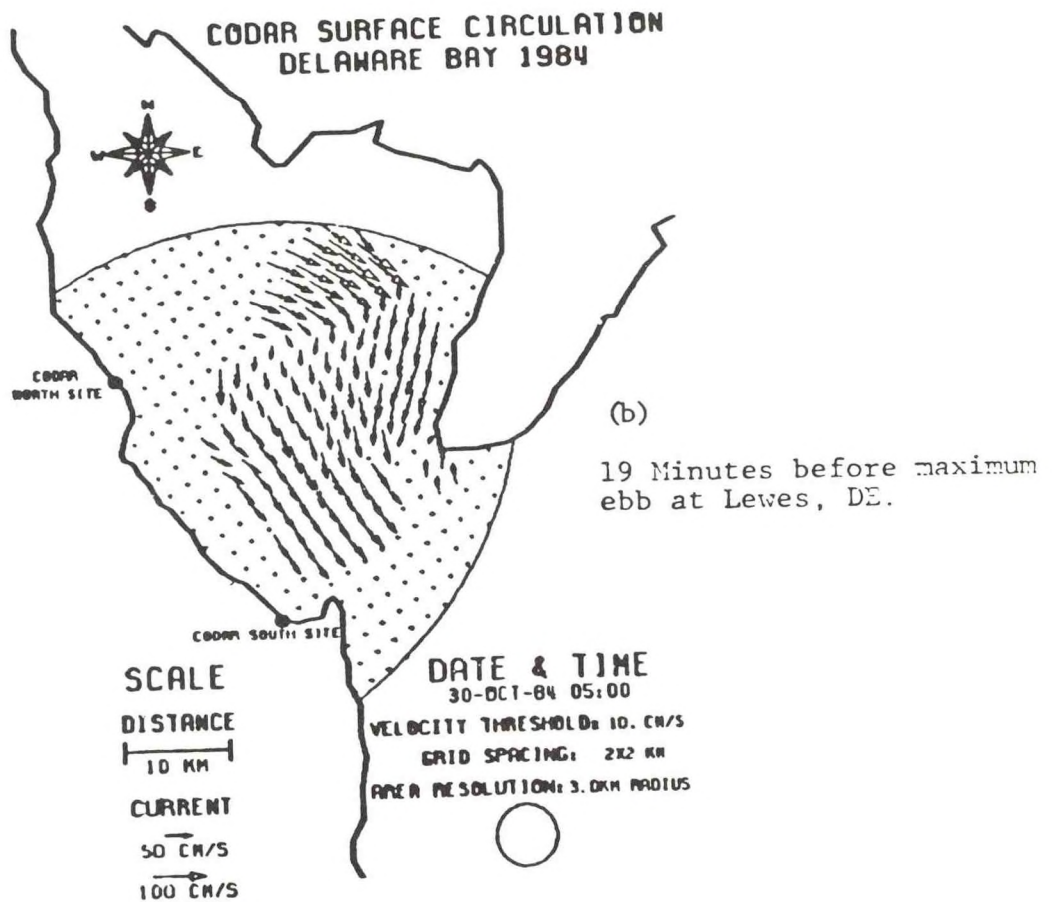 CODAR SURFACE CIRCULATION
DELAWARE BAY 1984
N
W
E
S
CODAR
NORTH SITE
(b)
19 Minutes before maximum
ebb at Lewes, DE.
CODAR SOUTH SITE
SCALE
DISTANCE
10 KM
CURRENT
50 CM/S
100 CM/S
DATE & TIME
30-OCT-84 05:00
VELOCITY THRESHOLD: 10. CM/S
GRID SPACING: 2X2 KM
AREA RESOLUTION: 3.0KM RADIUS